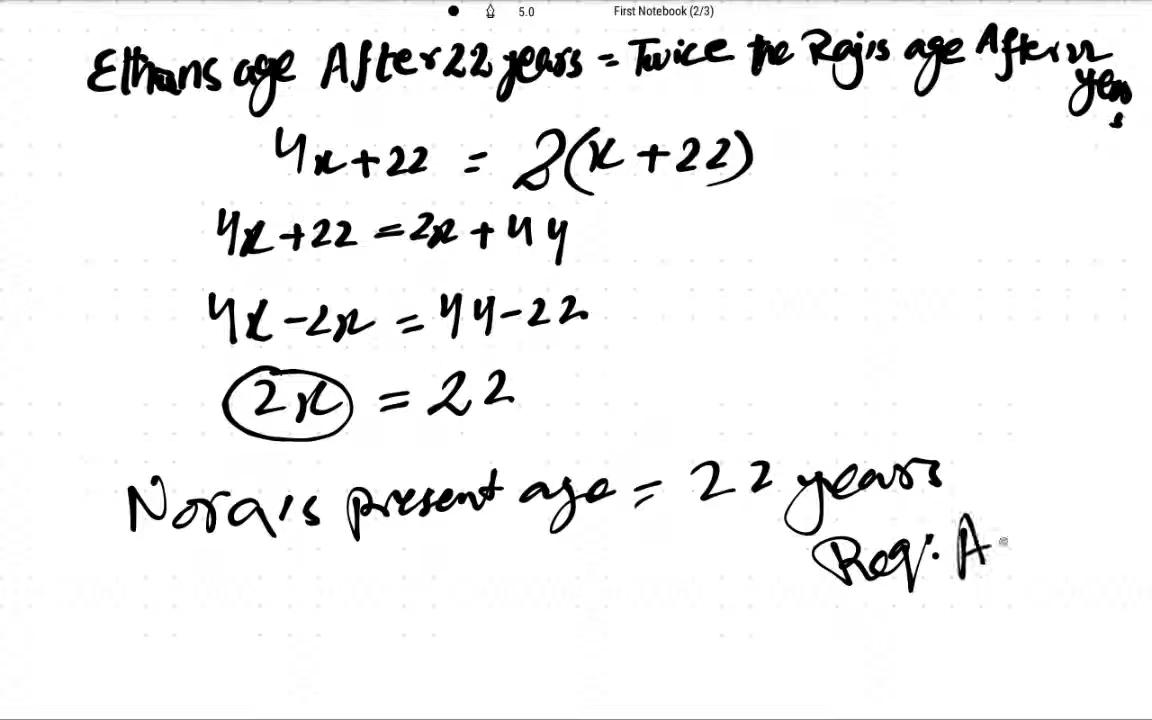 5.0 First Notebook (2/3)
Ethans age After 22 years = Twice the Raj's age After 22
years
4x+22 = 2(x+22)
4x+22 =2x+44
4x-2x = 44-22
2x = 22
Nora's present age = 22 years
Req. A